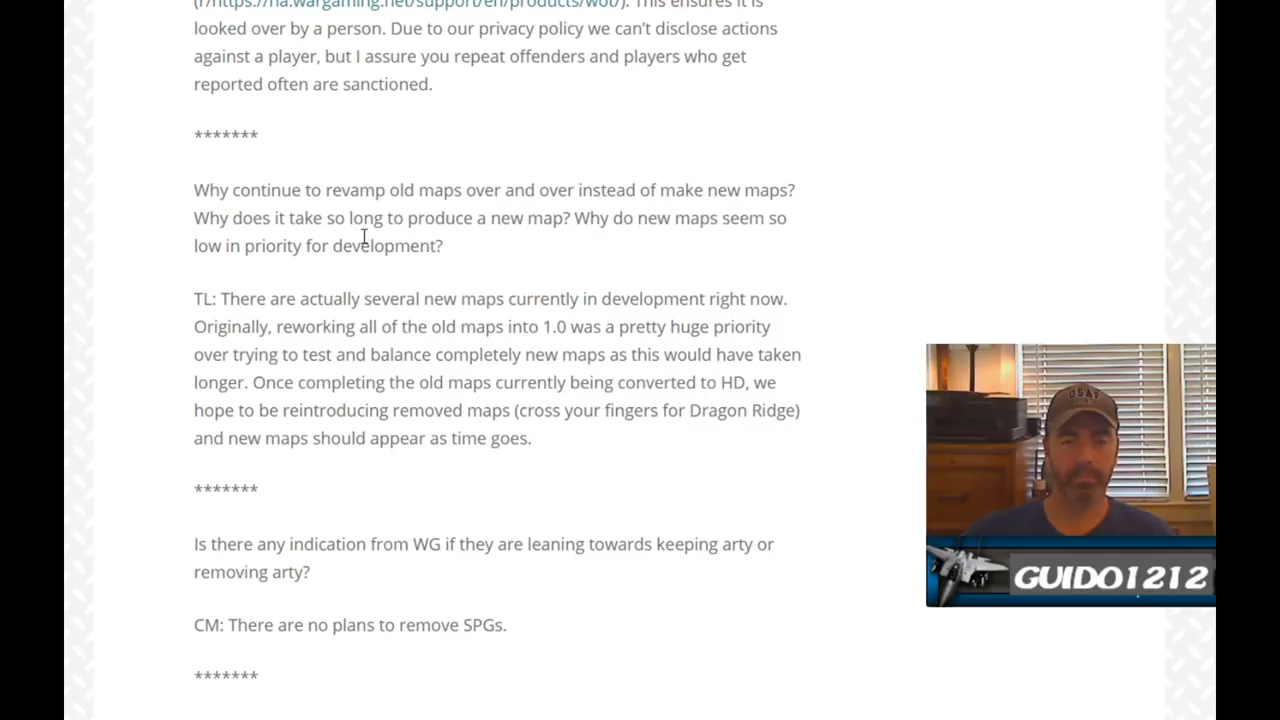 (r/https://na.wargaming.net/support/en/products/wot/). This ensures it is
looked over by a person. Due to our privacy policy we can’t disclose actions
against a player, but I assure you repeat offenders and players who get
reported often are sanctioned.
*******
Why continue to revamp old maps over and over instead of make new maps?
Why does it take so long to produce a new map? Why do new maps seem so
low in priority for development?
TL: There are actually several new maps currently in development right now.
Originally, reworking all of the old maps into 1.0 was a pretty huge priority
over trying to test and balance completely new maps as this would have taken
longer. Once completing the old maps currently being converted to HD, we
hope to be reintroducing removed maps (cross your fingers for Dragon Ridge)
and new maps should appear as time goes.
*******
Is there any indication from WG if they are leaning towards keeping arty or
removing arty?
CM: There are no plans to remove SPGs.
*******
USAF
GUIDO1212